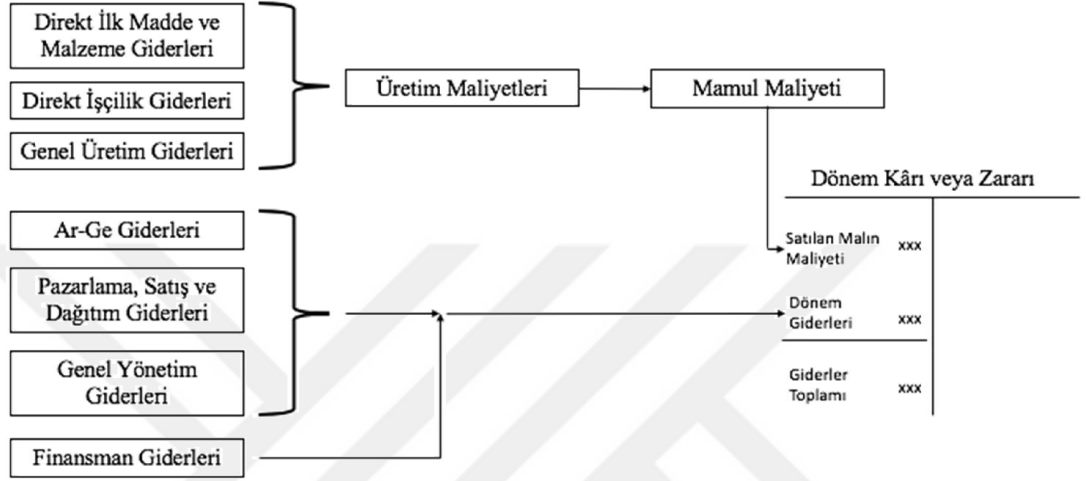 Direkt İlk Madde ve
Malzeme Giderleri
Direkt İşçilik Giderleri
Genel Üretim Giderleri
Üretim Maliyetleri
Mamul Maliyeti
Dönem Kârı veya Zararı
Ar-Ge Giderleri
Pazarlama, Satış ve
Dağıtım Giderleri
Genel Yönetim
Giderleri
Finansman Giderleri
Satılan Malın xxx
Maliyeti
Dönem
Giderleri xxx
Giderler
Toplamı xxx